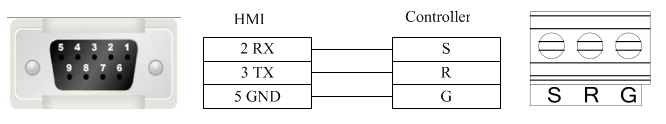 HMI
Controller
5 4 3 2 1
9 8 7 6
2 RX
S
3 TX
R
5 GND
G
S R G